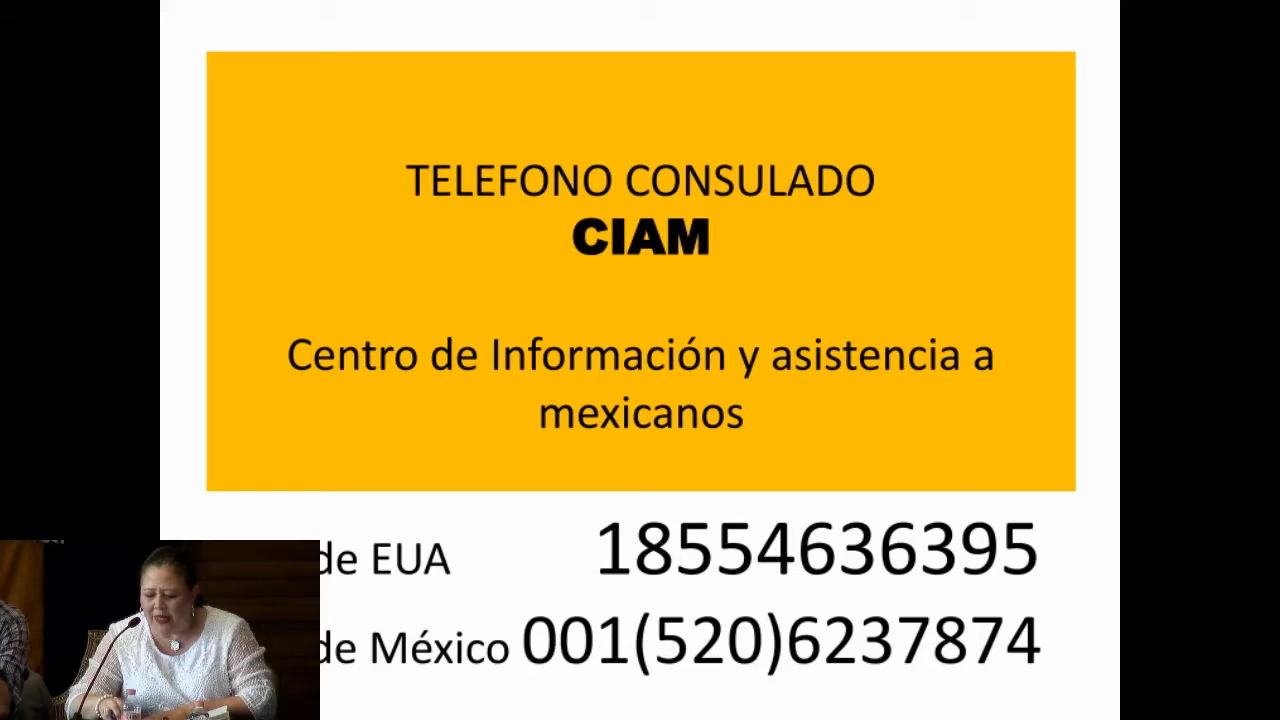 TELEFONO CONSULADO
CIAM
Centro de Información y asistencia a
mexicanos
de EUA 18554636395
de México 001(520)6237874